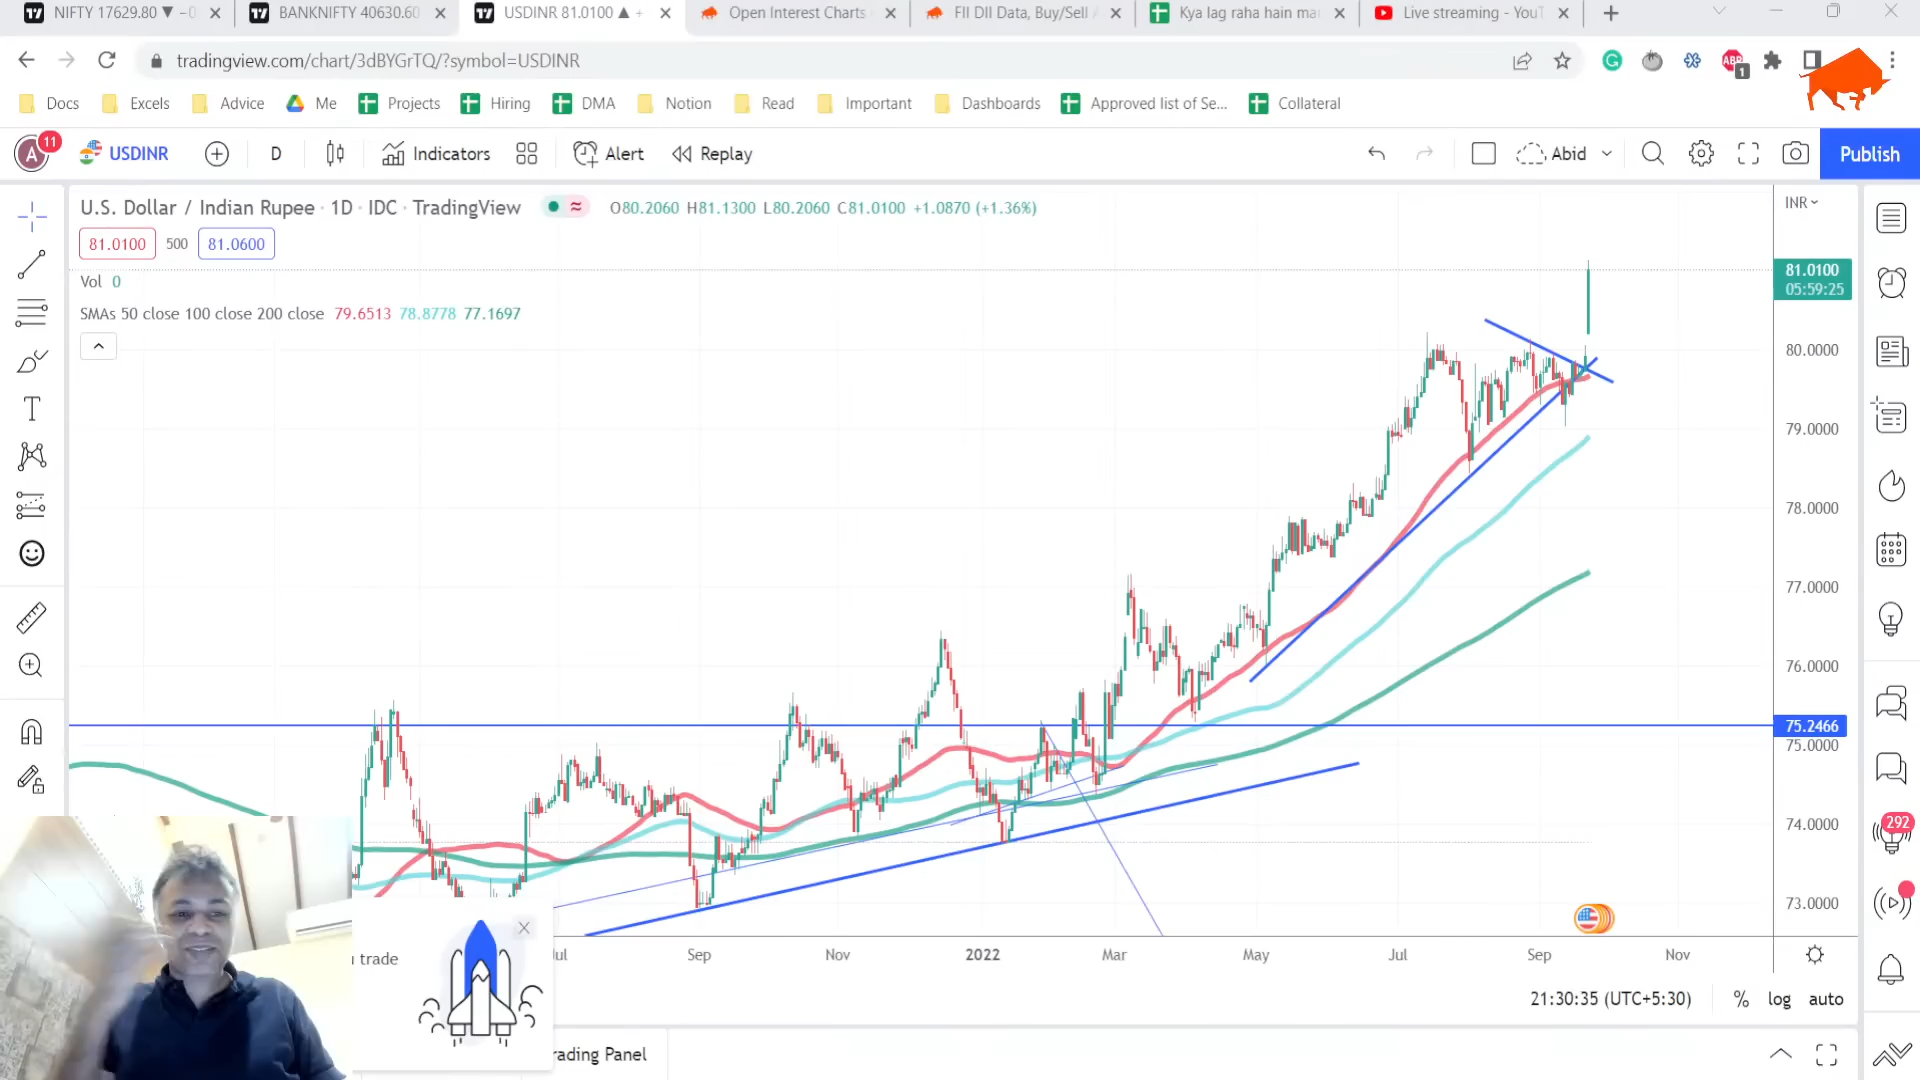 NIFTY 17629.80 ▼ −0
BANKNIFTY 40630.60
USDINR 81.0100 ▲ +
Open Interest Charts
FII DII Data, Buy/Sell
Kya lag raha hain ma
Live streaming - YouT
tradingview.com/chart/3dBYGrTQ/?symbol=USDINR
ABP
1
Docs Excels Advice Me Projects Hiring DMA Notion Read Important Dashboards Approved list of Se... Collateral
A
11
USDINR D Indicators Alert Replay Abid Publish
U.S. Dollar / Indian Rupee · 1D · IDC · TradingView
O80.2060 H81.1300 L80.2060 C81.0100 +1.0870 (+1.36%)
INR
81.0100 500 81.0600
Vol 0
SMAs 50 close 100 close 200 close 79.6513 78.8778 77.1697
81.0100
05:59:25
80.0000
79.0000
78.0000
77.0000
76.0000
75.2466
75.0000
74.0000
73.0000
292
Sep Nov 2022 Mar May Jul Sep Nov
trade
21:30:35 (UTC+5:30) % log auto
rading Panel